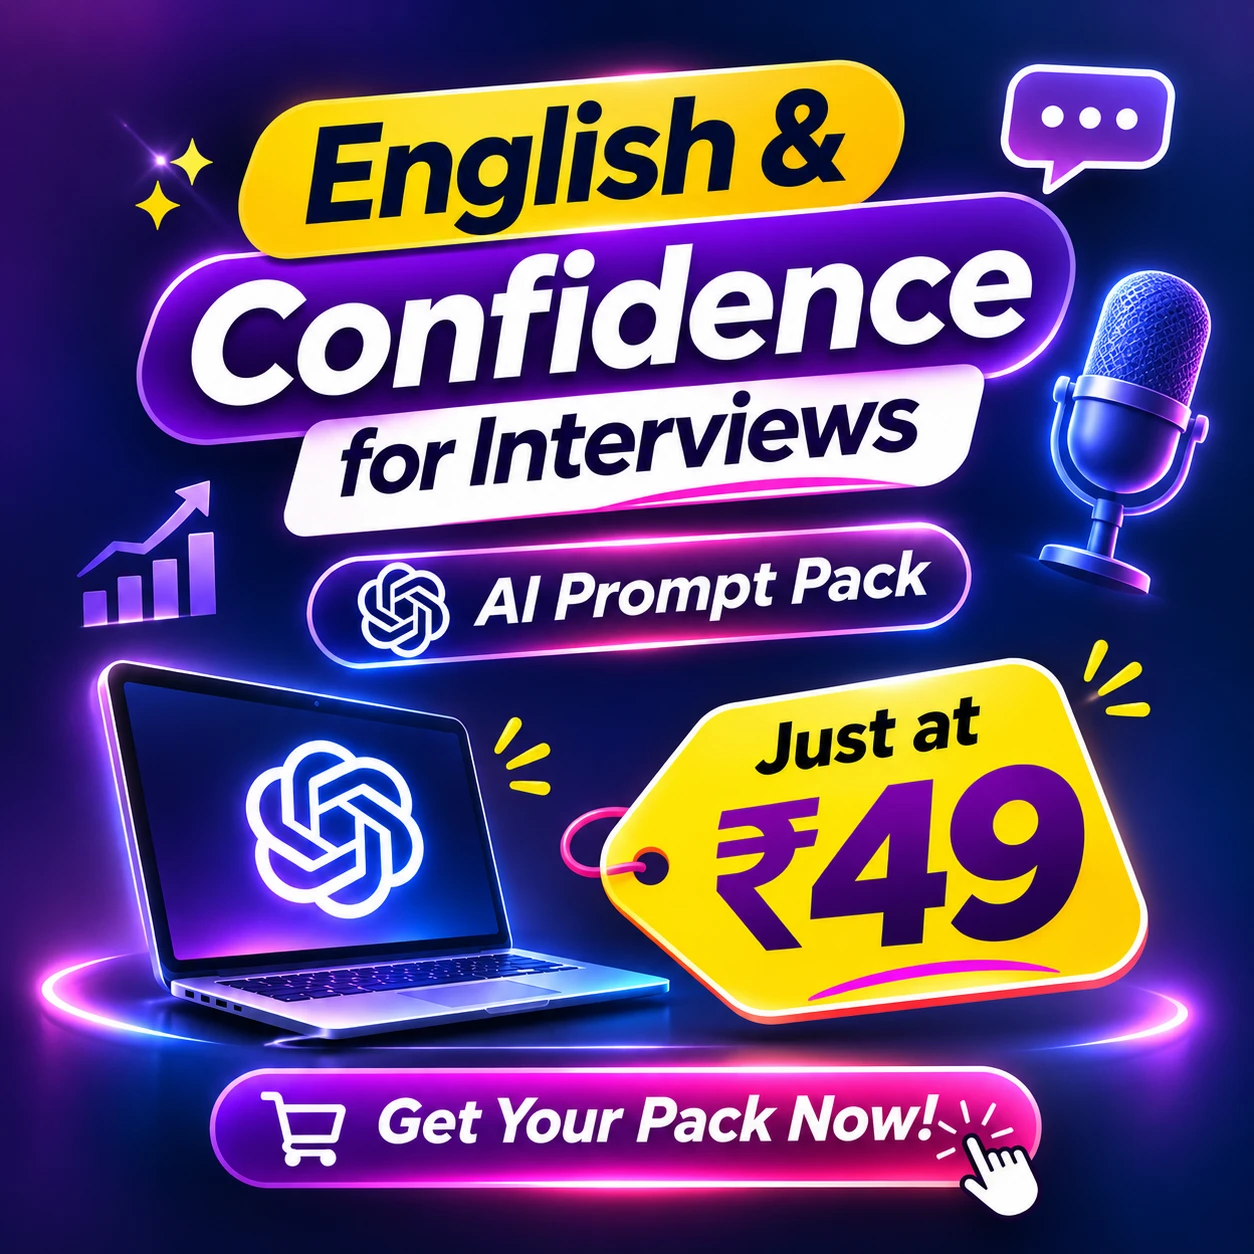 English &
Confidence
for Interviews
AI Prompt Pack
Just at
₹49
Get Your Pack Now!